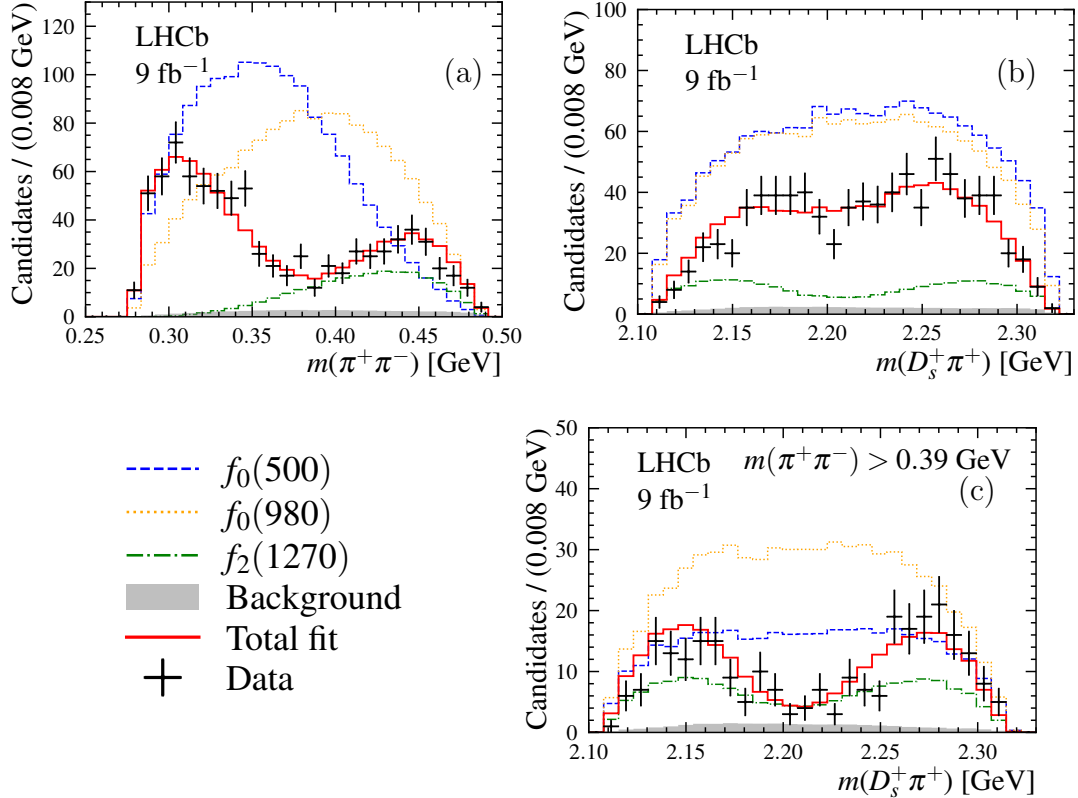 LHCb
9 fb⁻¹
(a)
Candidates / (0.008 GeV)
0
20
40
60
80
100
120
0.25
0.30
0.35
0.40
0.45
0.50
m(π⁺π⁻) [GeV]
LHCb
9 fb⁻¹
(b)
Candidates / (0.008 GeV)
0
20
40
60
80
100
2.10
2.15
2.20
2.25
2.30
m(D_s⁺π⁺) [GeV]
f₀(500)
f₀(980)
f₂(1270)
Background
Total fit
Data
LHCb m(π⁺π⁻) > 0.39 GeV
9 fb⁻¹
(c)
Candidates / (0.008 GeV)
0
10
20
30
40
50
2.10
2.15
2.20
2.25
2.30
m(D_s⁺π⁺) [GeV]